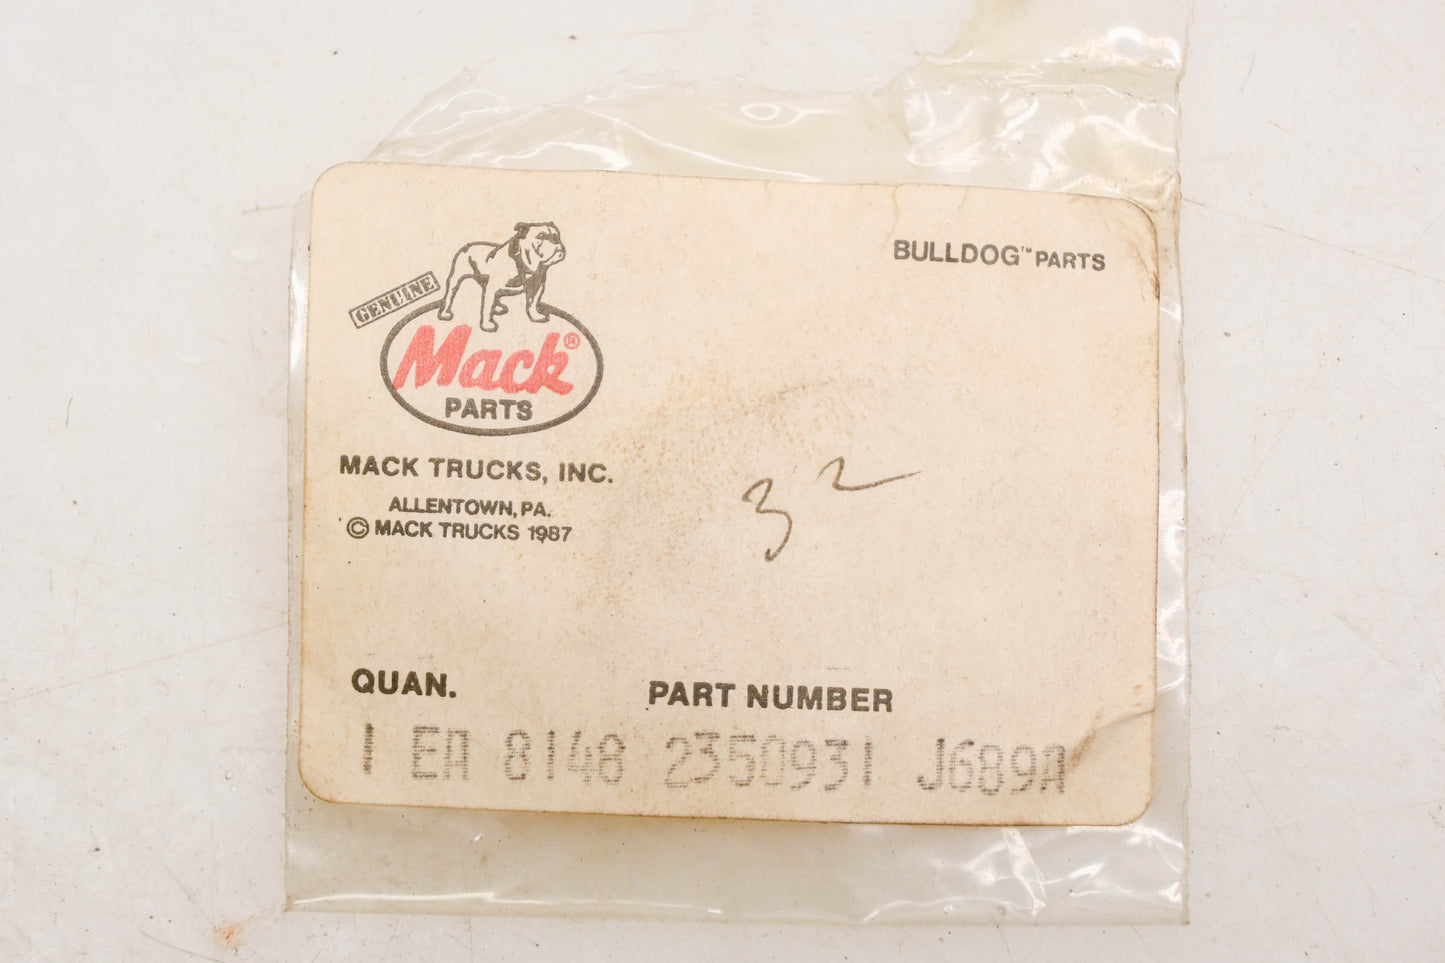 BULLDOG™ PARTS
GENUINE
Mack®
PARTS
MACK TRUCKS, INC.
ALLENTOWN, PA.
© MACK TRUCKS 1987
3 2
QUAN. PART NUMBER
1 EA 8148 2350931 J689A